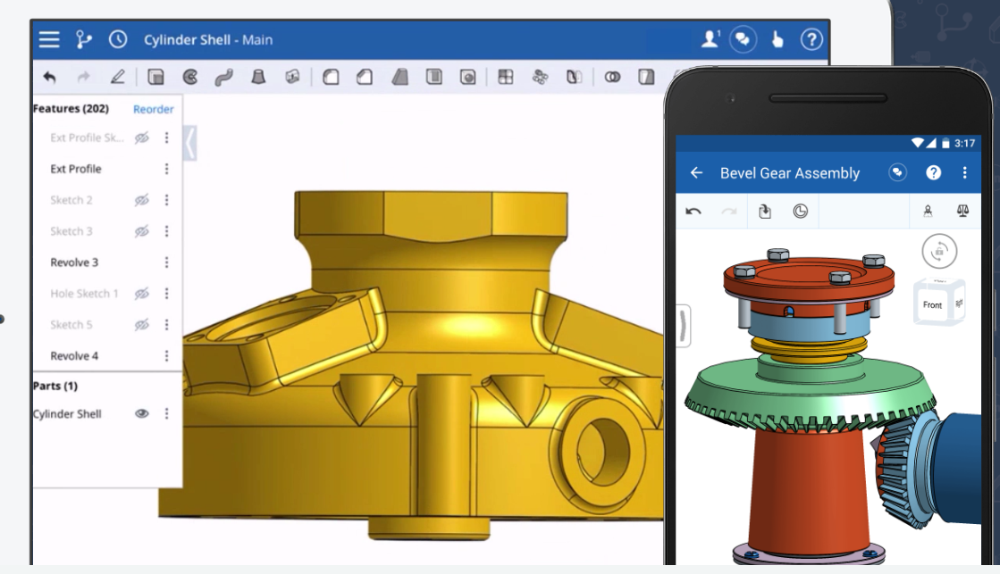 Cylinder Shell - Main
1
?
Features (202)
Reorder
Ext Profile Sk...
Ext Profile
Sketch 2
Sketch 3
Revolve 3
Hole Sketch 1
Sketch 5
Revolve 4
Parts (1)
Cylinder Shell
3:17
Bevel Gear Assembly
?
Front